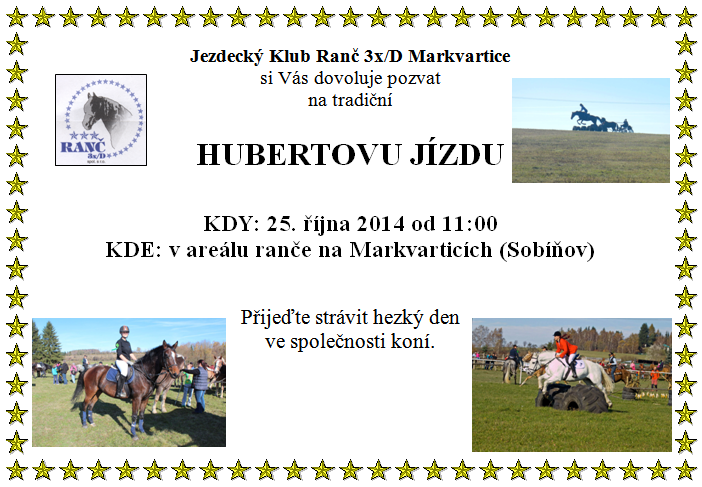 Jezdecký Klub Ranč 3x/D Markvartice
si Vás dovoluje pozvat
na tradiční
RANČ
3x/D
spol. s r.o.
HUBERTOVU JÍZDU
KDY: 25. října 2014 od 11:00
KDE: v areálu ranče na Markvarticích (Sobíňov)
Přijeďte strávit hezký den
ve společnosti koní.